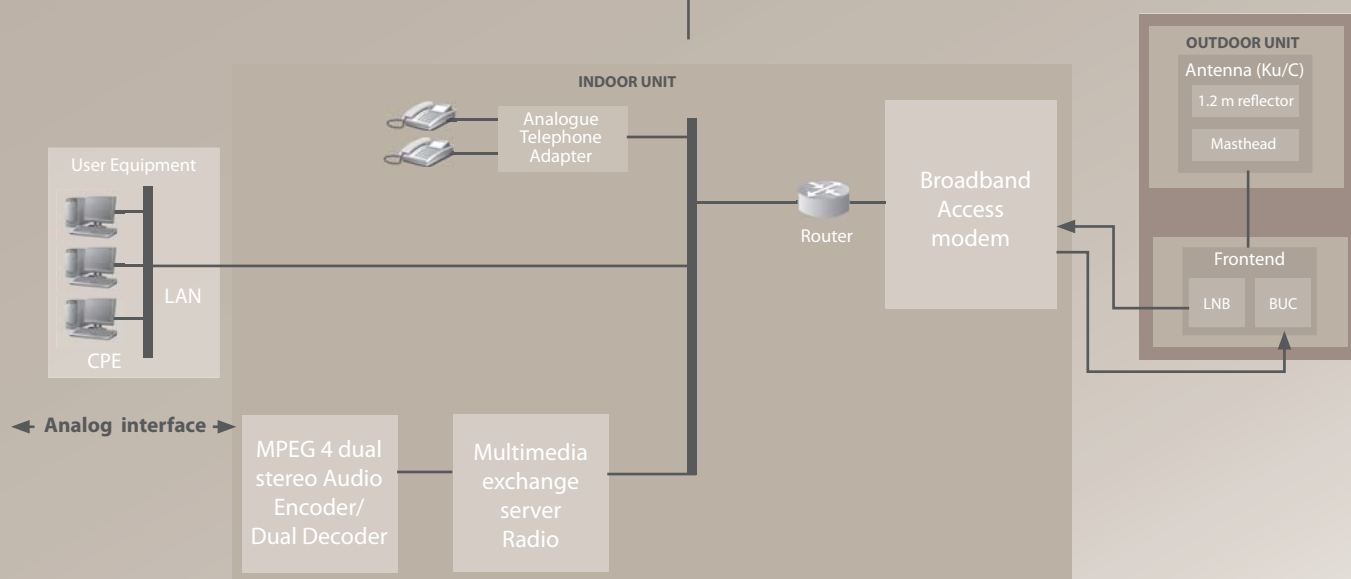 INDOOR UNIT
OUTDOOR UNIT
Antenna (Ku/C)
1.2 m reflector
Masthead
Analogue
Telephone
Adapter
User Equipment
LAN
CPE
Router
Broadband
Access
modem
Frontend
LNB
BUC
Analog interface
MPEG 4 dual
stereo Audio
Encoder/
Dual Decoder
Multimedia
exchange
server
Radio